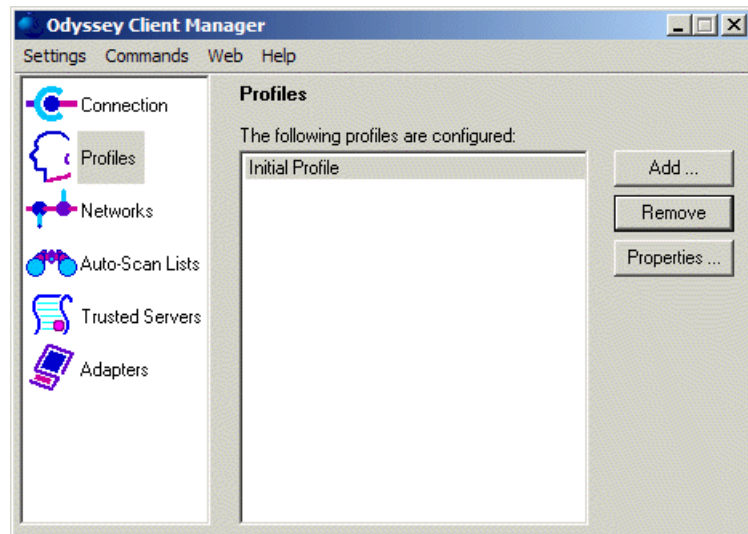 Odyssey Client Manager
Settings Commands Web Help
Connection
Profiles
Networks
Auto-Scan Lists
Trusted Servers
Adapters
Profiles
The following profiles are configured:
Initial Profile
Add ...
Remove
Properties ...